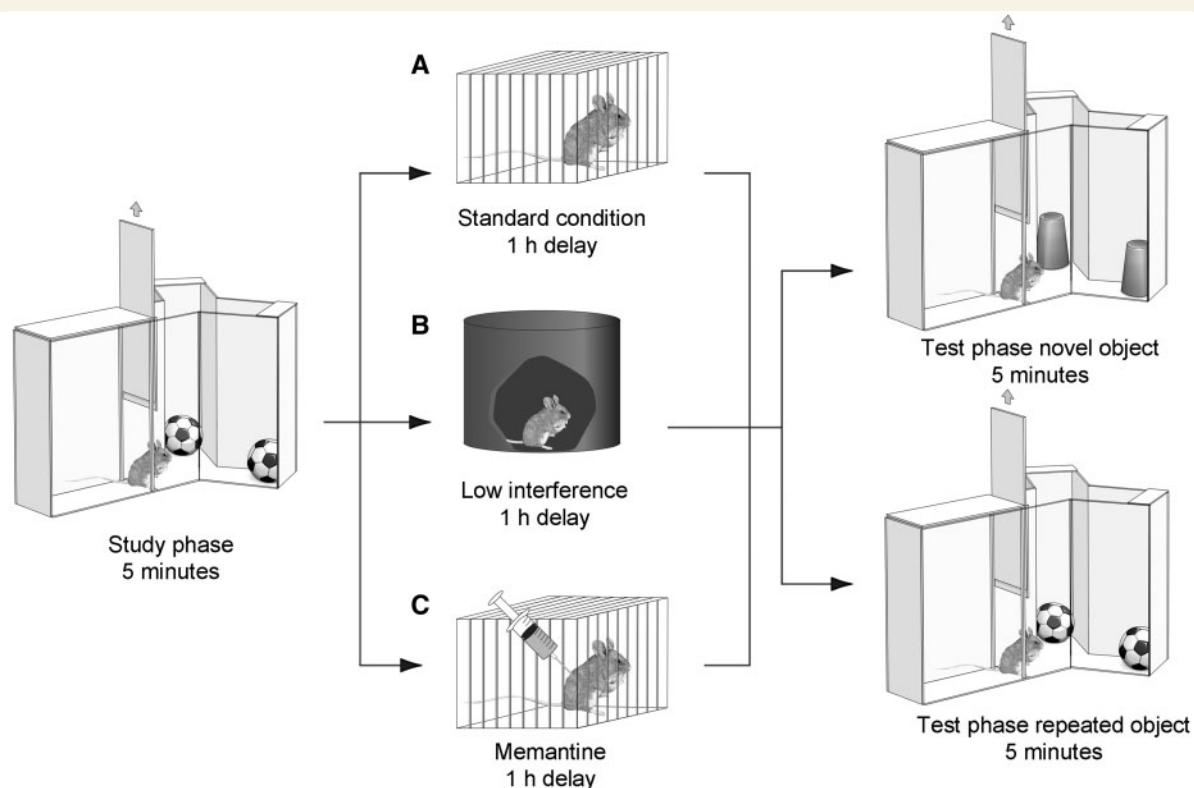 A
Standard condition
1 h delay
B
Low interference
1 h delay
C
Memantine
1 h delay
Study phase
5 minutes
Test phase novel object
5 minutes
Test phase repeated object
5 minutes